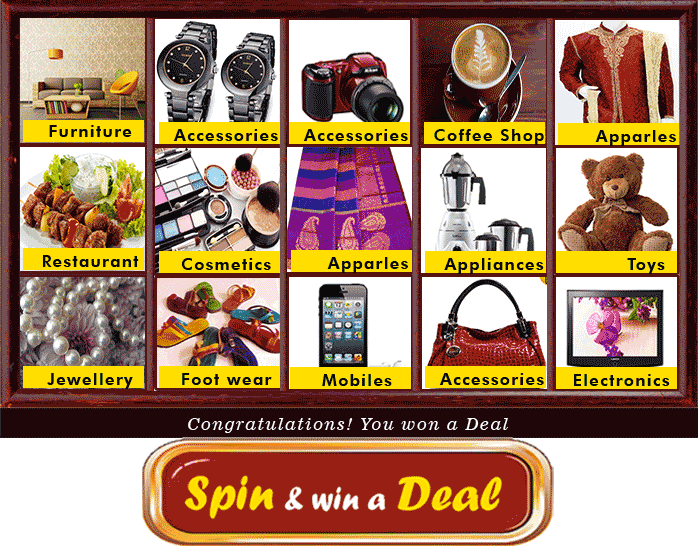 Furniture
Accessories
Accessories
Coffee Shop
Apparles
Restaurant
Cosmetics
Apparles
Appliances
Toys
Jewellery
Foot wear
Mobiles
Accessories
Electronics
Congratulations! You won a Deal
Spin & win a Deal